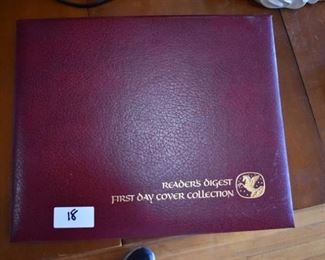 READER'S DIGEST
FIRST DAY COVER COLLECTION
18